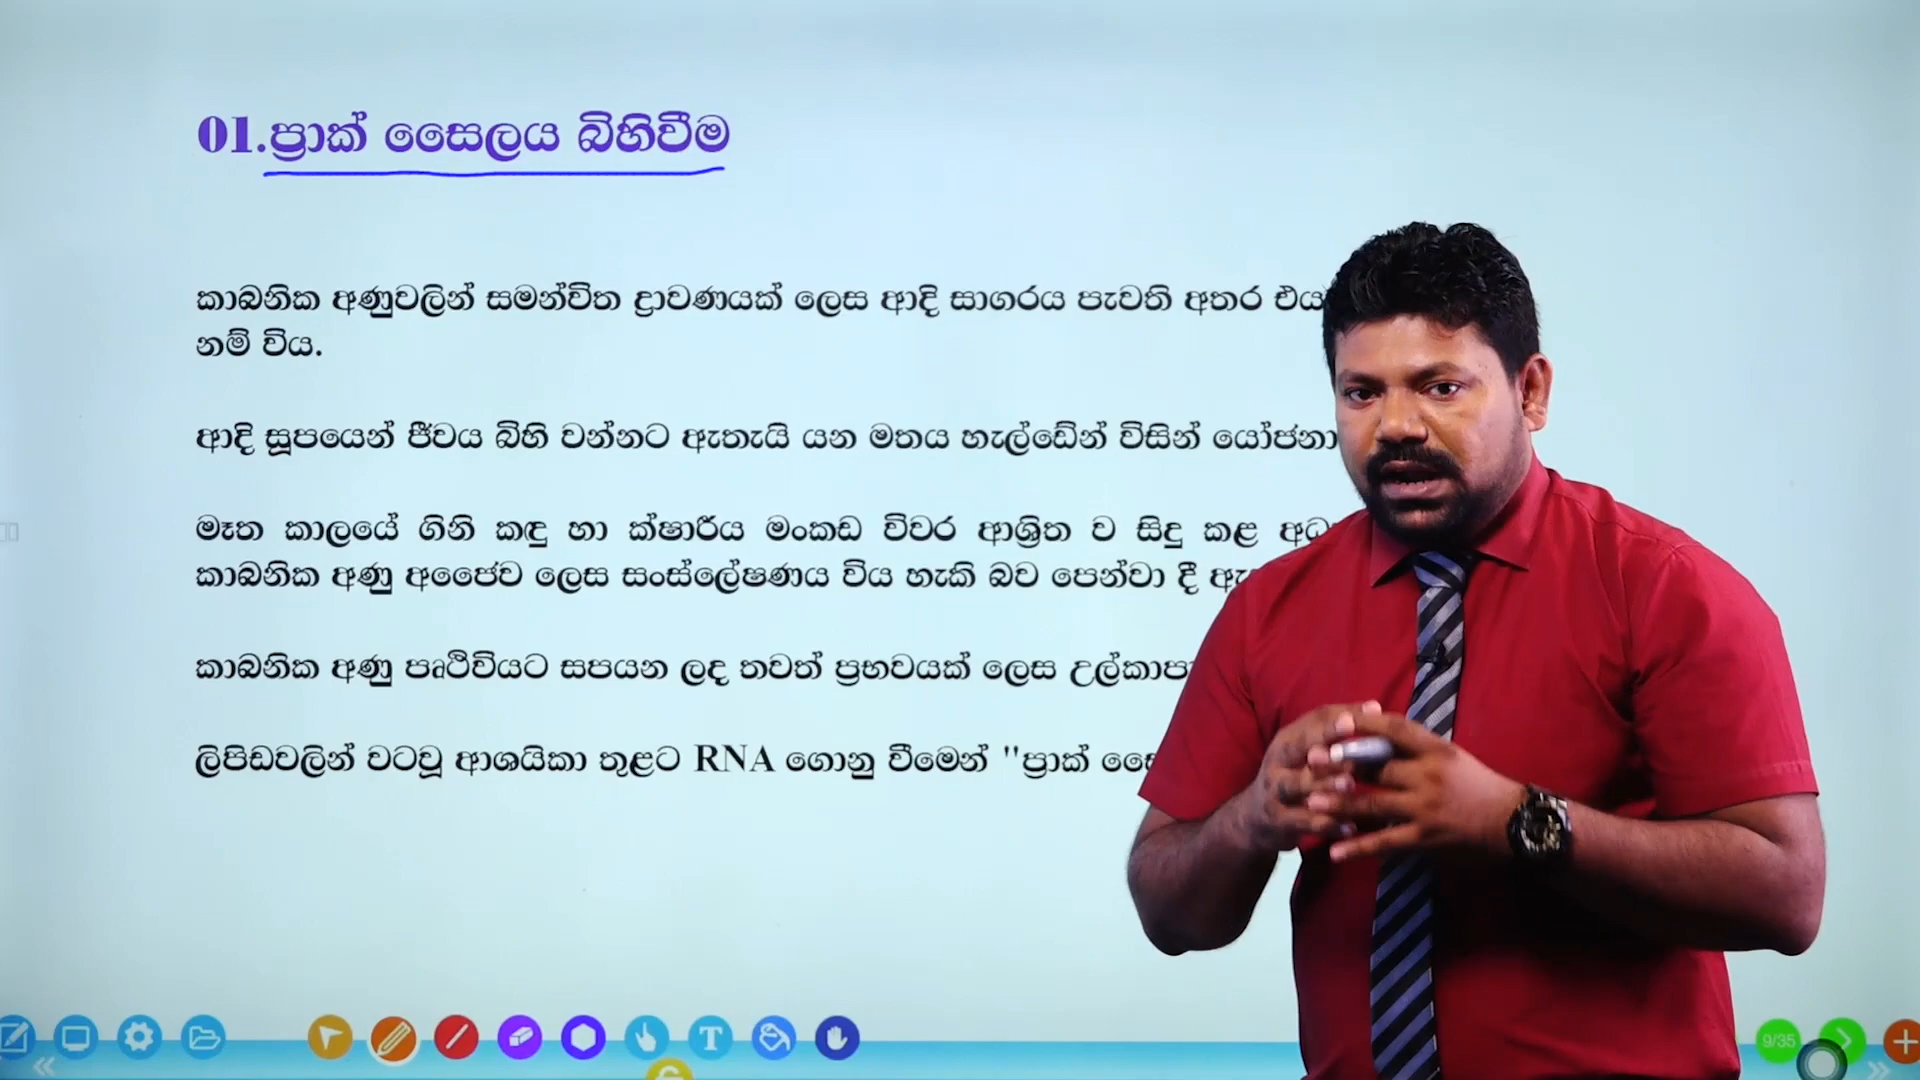 01.ප්‍රාක් සෛලය බිහිවීම
කාබනික අණුවලින් සමන්විත ද්‍රාවණයක් ලෙස ආදි සාගරය පැවති අතර
නම් විය.
ආදි සූපයෙන් ජීවය බිහි වන්නට ඇතැයි යන මතය හැල්ඩේන් විසින්
මෑත කාලයේ ගිනි කඳු හා ක්ෂාරීය මංකඩ විවර ආශ්‍රිත ව සිදු කළ
කාබනික අණු අජෛව ලෙස සංස්ලේෂණය විය හැකි බව පෙන්වා දී
කාබනික අණු පෘථිවියට සපයන ලද තවත් ප්‍රභවයක් ලෙස
ලිපිඩවලින් වටවූ ආශයිකා තුළට RNA ගොනු වීමෙන් "ප්‍රාක්
9/35